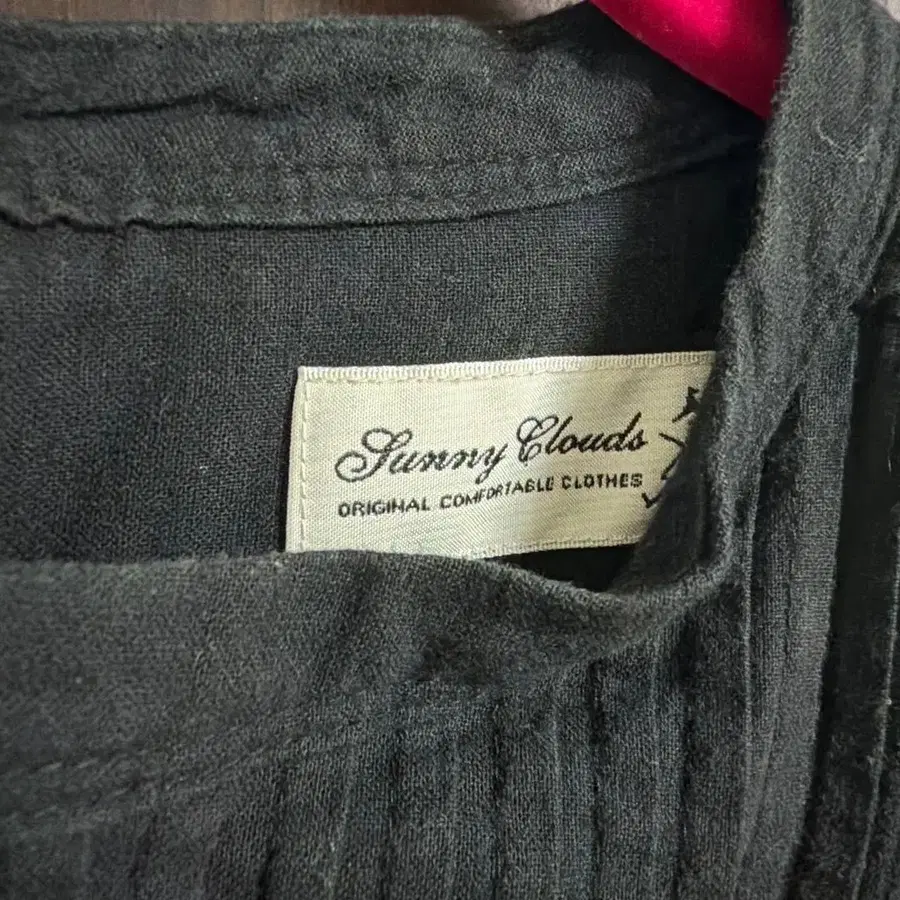 Sunny Clouds
ORIGINAL COMFORTABLE CLOTHES